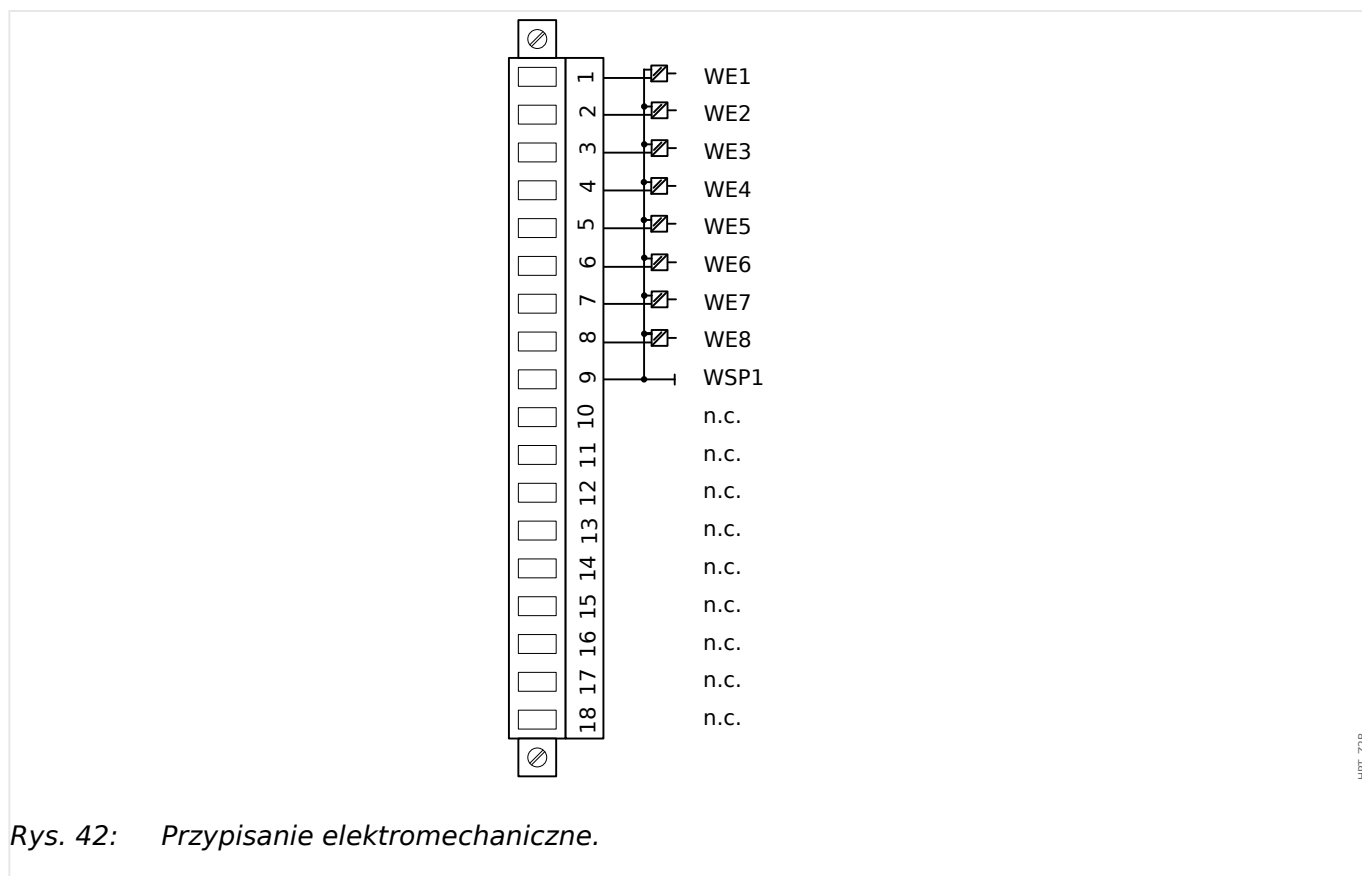 1 WE1
2 WE2
3 WE3
4 WE4
5 WE5
6 WE6
7 WE7
8 WE8
9 WSP1
10 n.c.
11 n.c.
12 n.c.
13 n.c.
14 n.c.
15 n.c.
16 n.c.
17 n.c.
18 n.c.
Rys. 42: Przypisanie elektromechaniczne.